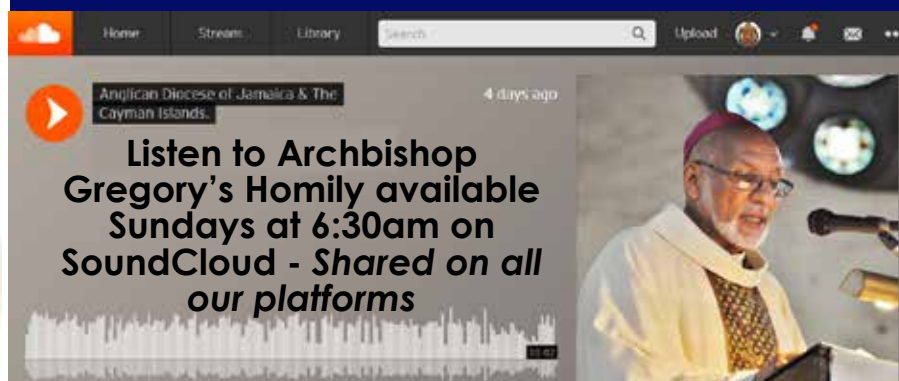 Home Stream Library Search Upload
Anglican Diocese of Jamaica & The
Cayman Islands.
4 days ago
Listen to Archbishop
Gregory’s Homily available
Sundays at 6:30am on
SoundCloud - Shared on all
our platforms